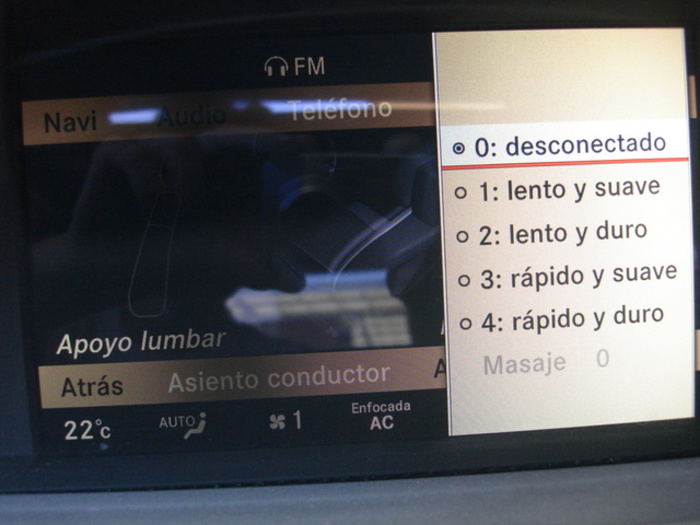 FM
Navi Audio Teléfono
0: desconectado
1: lento y suave
2: lento y duro
3: rápido y suave
4: rápido y duro
Masaje 0
Apoyo lumbar
Atrás Asiento conductor A
22°c AUTO 1 Enfocada
AC